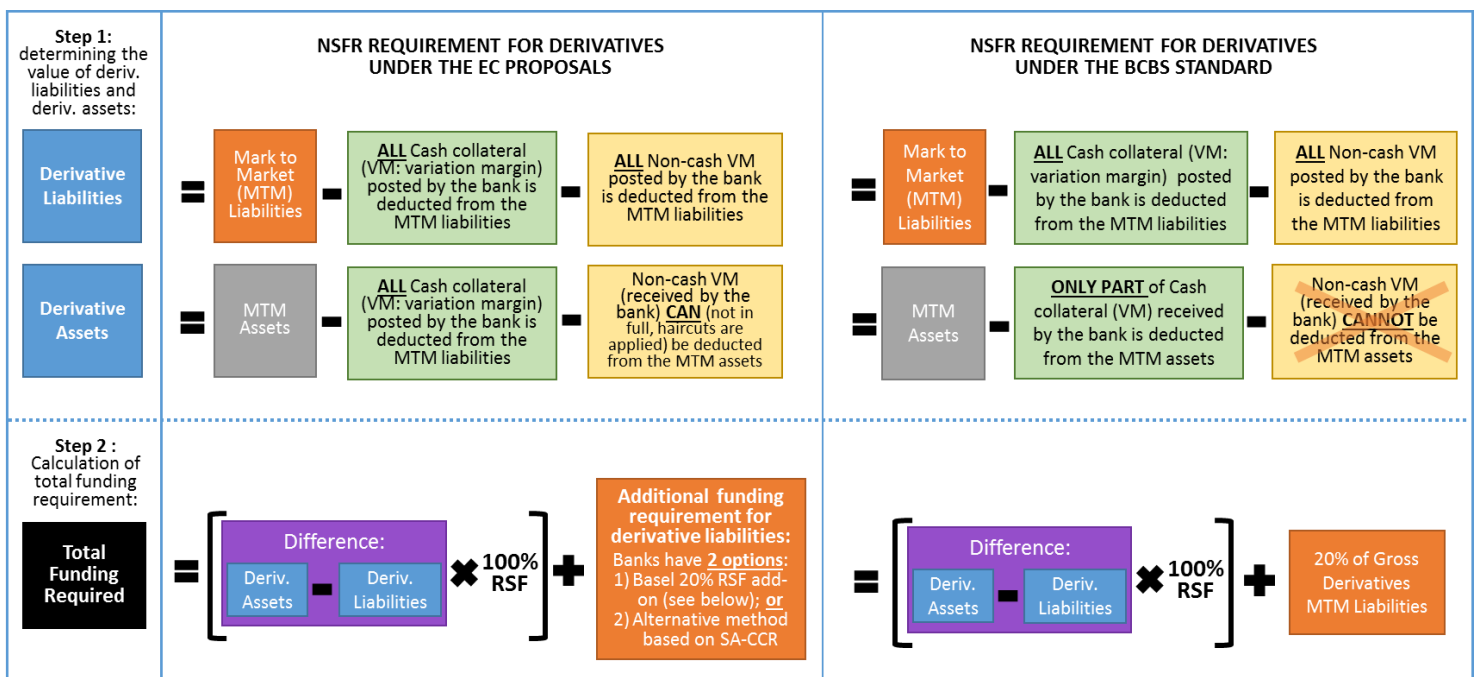 Step 1:
determining the
value of deriv.
liabilities and
deriv. assets:
NSFR REQUIREMENT FOR DERIVATIVES
UNDER THE EC PROPOSALS
NSFR REQUIREMENT FOR DERIVATIVES
UNDER THE BCBS STANDARD
Derivative
Liabilities
=
Mark to
Market
(MTM)
Liabilities
-
ALL Cash collateral
(VM: variation margin)
posted by the bank is
deducted from the
MTM liabilities
-
ALL Non-cash VM
posted by the bank
is deducted from
the MTM liabilities
=
Mark to
Market
(MTM)
Liabilities
-
ALL Cash collateral (VM:
variation margin) posted
by the bank is deducted
from the MTM liabilities
-
ALL Non-cash VM
posted by the bank
is deducted from
the MTM liabilities
Derivative
Assets
=
MTM
Assets
-
ALL Cash collateral
(VM: variation margin)
posted by the bank is
deducted from the
MTM liabilities
-
Non-cash VM
(received by the
bank) CAN (not in
full, haircuts are
applied) be deducted
from the MTM assets
=
MTM
Assets
-
ONLY PART of Cash
collateral (VM) received
by the bank is deducted
from the MTM assets
-
Non-cash VM
(received by the
bank) CANNOT be
deducted from the
MTM assets
Step 2 :
Calculation of
total funding
requirement:
Total
Funding
Required
=
[
Difference:
Deriv.
Assets
-
Deriv.
Liabilities
×
100%
RSF
]
+
Additional funding
requirement for
derivative liabilities:
Banks have 2 options:
1) Basel 20% RSF add-
on (see below); or
2) Alternative method
based on SA-CCR
=
[
Difference:
Deriv.
Assets
-
Deriv.
Liabilities
×
100%
RSF
]
+
20% of Gross
Derivatives
MTM Liabilities